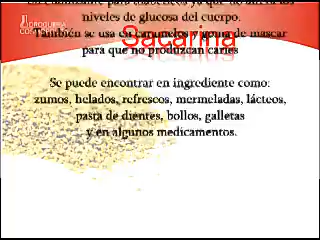 niveles de glucosa del cuerpo.
También se usa en caramelos y goma de mascar
para que no produzcan caries
Sacarina
Se puede encontrar en ingrediente como:
zumos, helados, refrescos, mermeladas, lácteos,
pasta de dientes, bollos, galletas
y en algunos medicamentos.